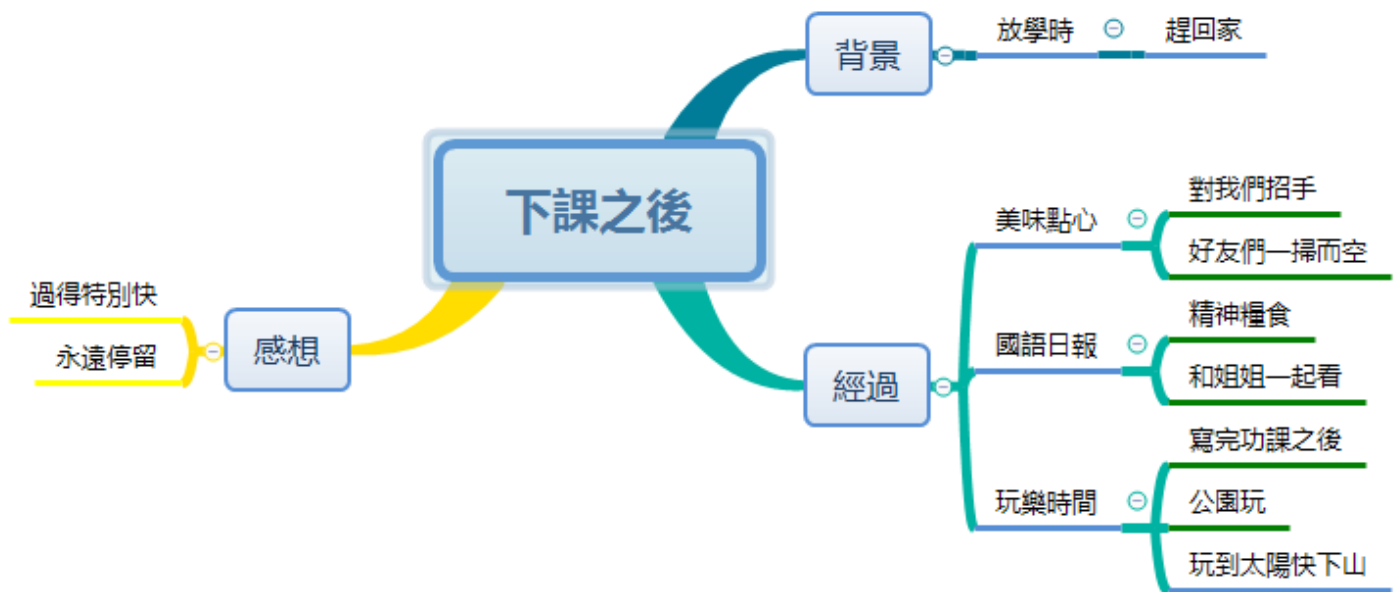 下課之後
背景
放學時
趕回家
經過
美味點心
對我們招手
好友們一掃而空
國語日報
精神糧食
和姐姐一起看
玩樂時間
寫完功課之後
公園玩
玩到太陽快下山
感想
過得特別快
永遠停留